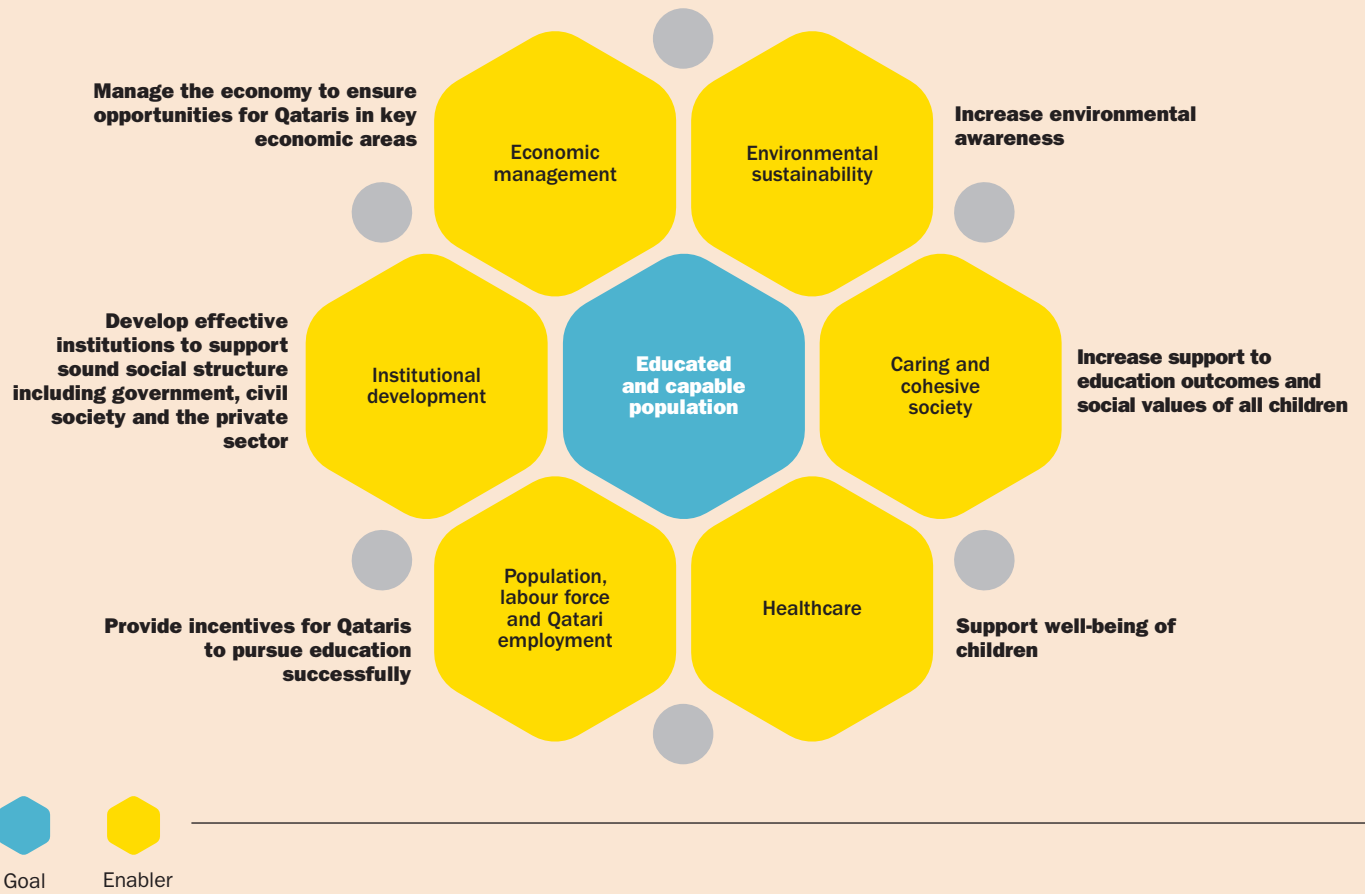 Manage the economy to ensure
opportunities for Qataris in key
economic areas
Economic
management
Environmental
sustainability
Increase environmental
awareness
Develop effective
institutions to support
sound social structure
including government, civil
society and the private
sector
Institutional
development
Educated
and capable
population
Caring and
cohesive
society
Increase support to
education outcomes and
social values of all children
Provide incentives for Qataris
to pursue education
successfully
Population,
labour force
and Qatari
employment
Healthcare
Support well-being of
children
Goal
Enabler